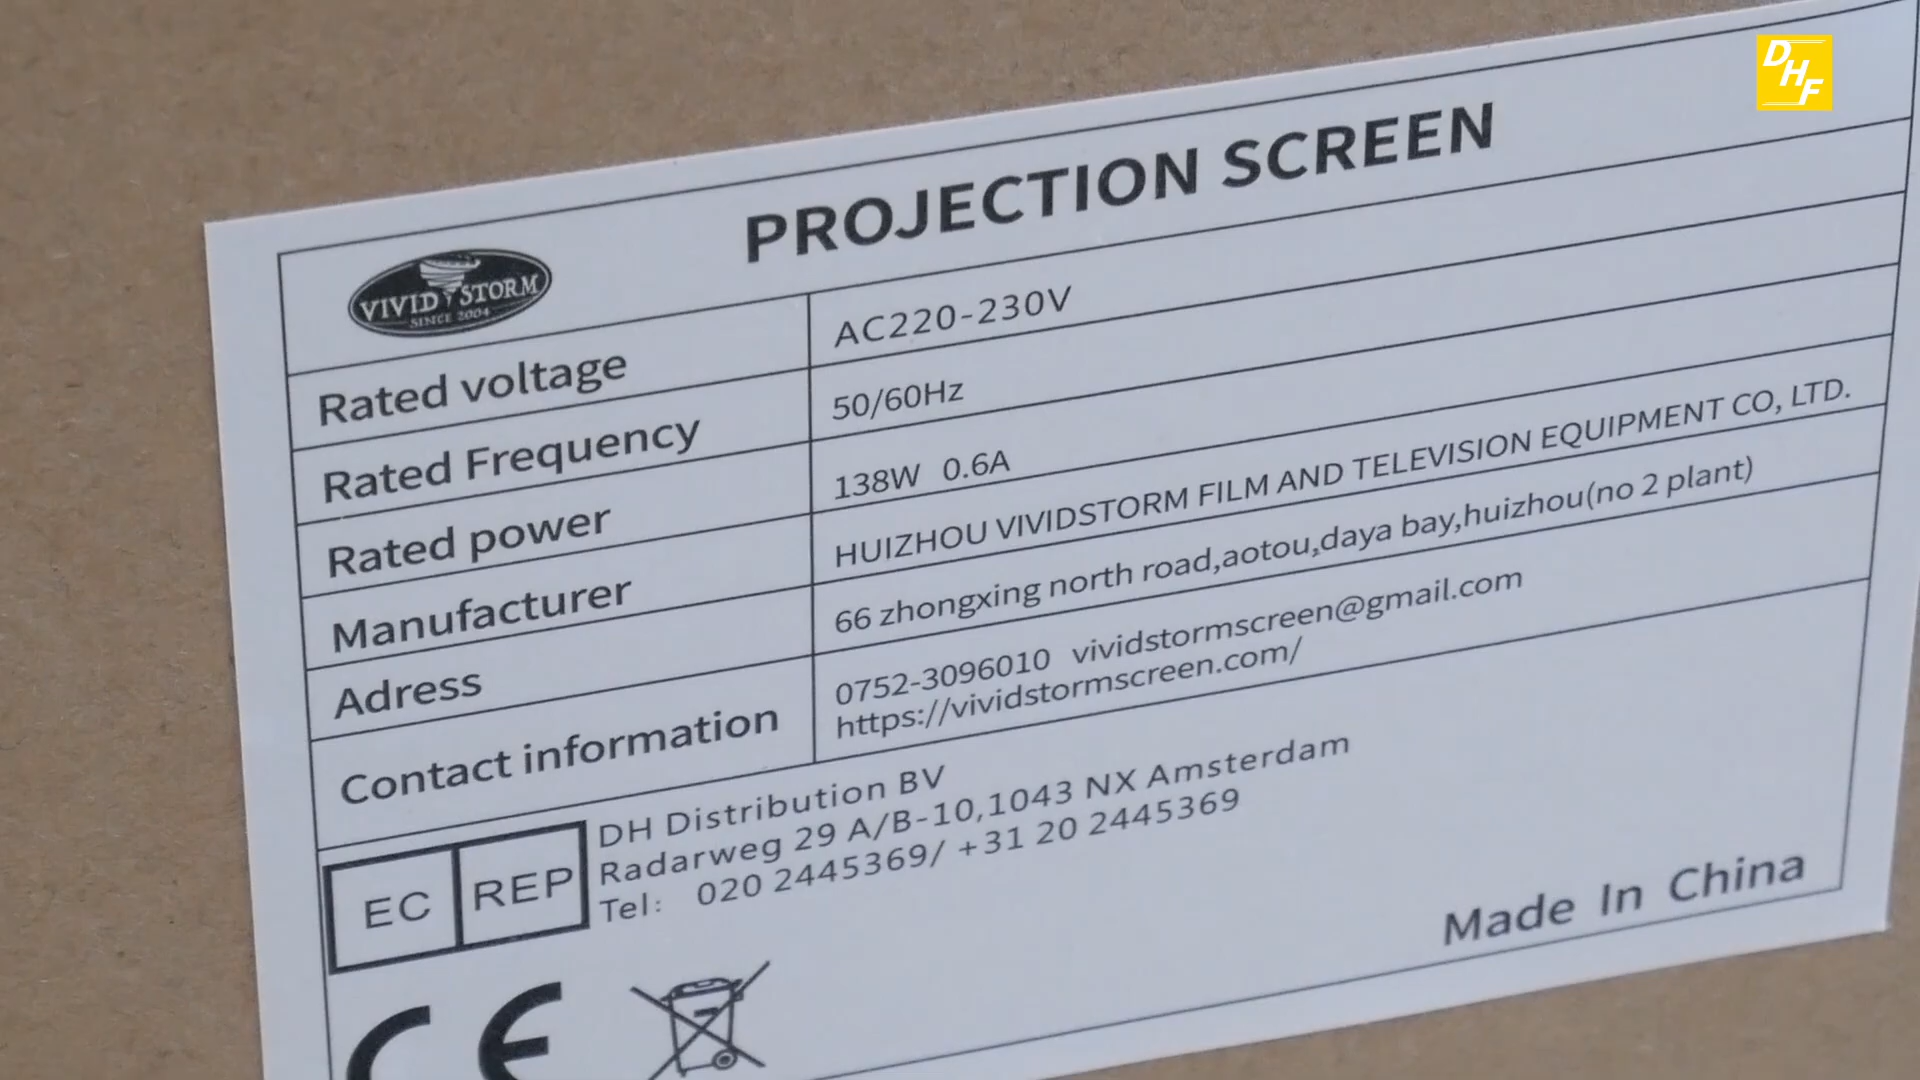 DHF
PROJECTION SCREEN
VIVID STORM
SINCE 2004
Rated voltage AC220-230V
Rated Frequency 50/60Hz
Rated power 138W 0.6A
Manufacturer HUIZHOU VIVIDSTORM FILM AND TELEVISION EQUIPMENT CO, LTD.
Adress 66 zhongxing north road,aotou,daya bay,huizhou(no 2 plant)
Contact information 0752-3096010 vividstormscreen@gmail.com
https://vividstormscreen.com/
EC REP
DH Distribution BV
Radarweg 29 A/B-10,1043 NX Amsterdam
Tel: 020 2445369/ +31 20 2445369
Made In China
CE